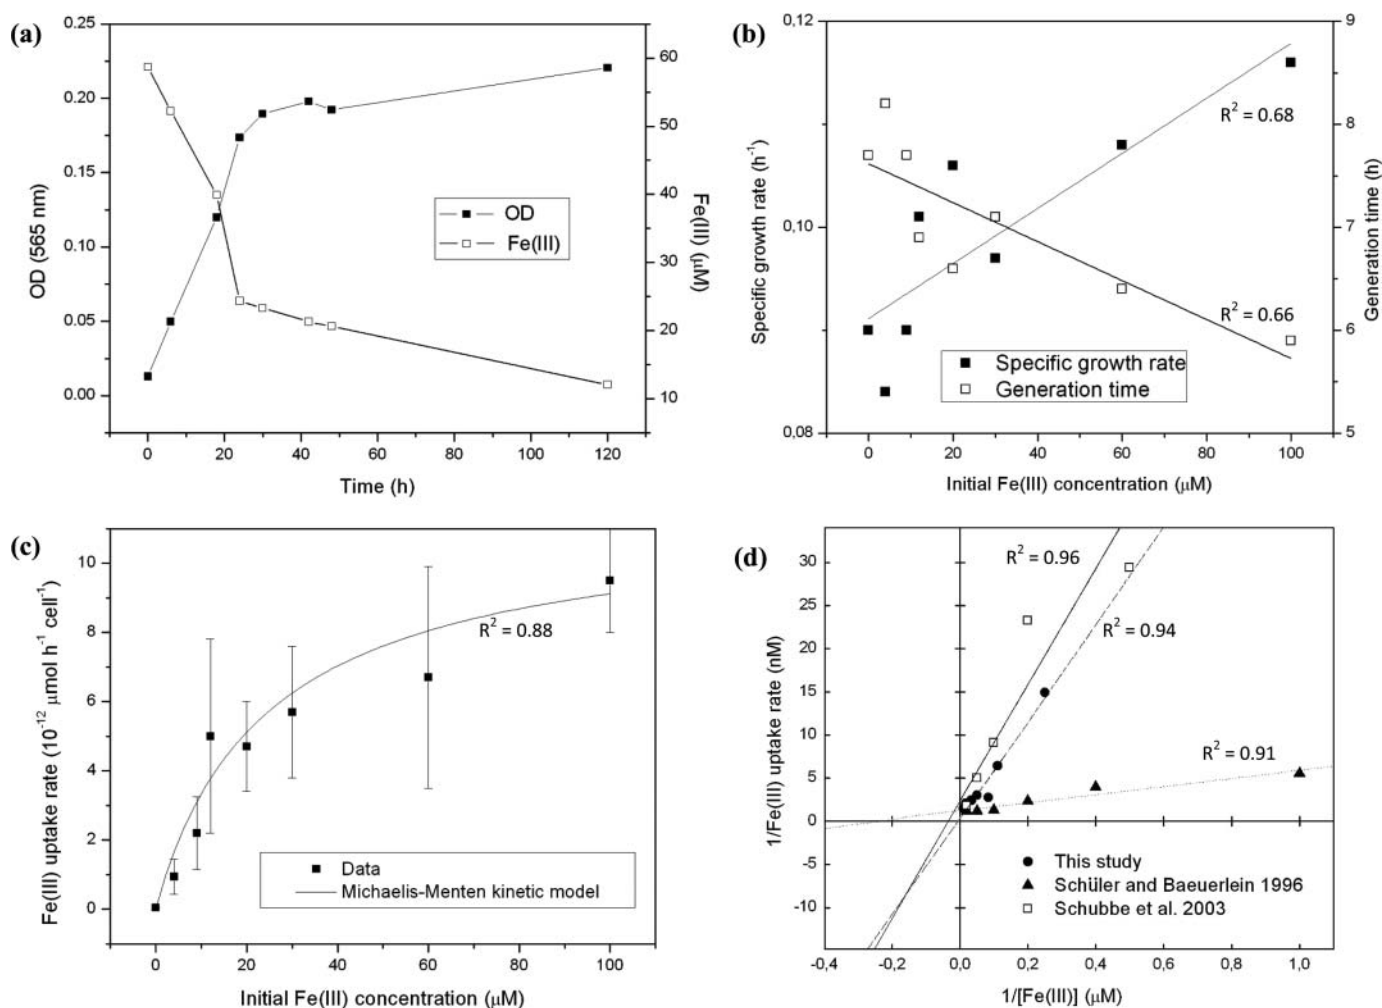 (a)
0.25
0.20
0.15
0.10
0.05
0.00
OD (565 nm)
60
50
40
30
20
10
Fe(III) (μM)
OD
Fe(III)
0 20 40 60 80 100 120
Time (h)
(b)
0,12
0,10
0,08
Specific growth rate (h⁻¹)
9
8
7
6
5
Generation time (h)
R² = 0.68
R² = 0.66
Specific growth rate
Generation time
0 20 40 60 80 100
Initial Fe(III) concentration (μM)
(c)
10
8
6
4
2
0
Fe(III) uptake rate (10⁻¹² μmol h⁻¹ cell⁻¹)
R² = 0.88
Data
Michaelis-Menten kinetic model
0 20 40 60 80 100
Initial Fe(III) concentration (μM)
(d)
30
25
20
15
10
5
0
-5
-10
1/Fe(III) uptake rate (nM)
R² = 0.96
R² = 0.94
R² = 0.91
This study
Schüler and Baeuerlein 1996
Schubbe et al. 2003
-0,4 -0,2 0,0 0,2 0,4 0,6 0,8 1,0
1/[Fe(III)] (μM)